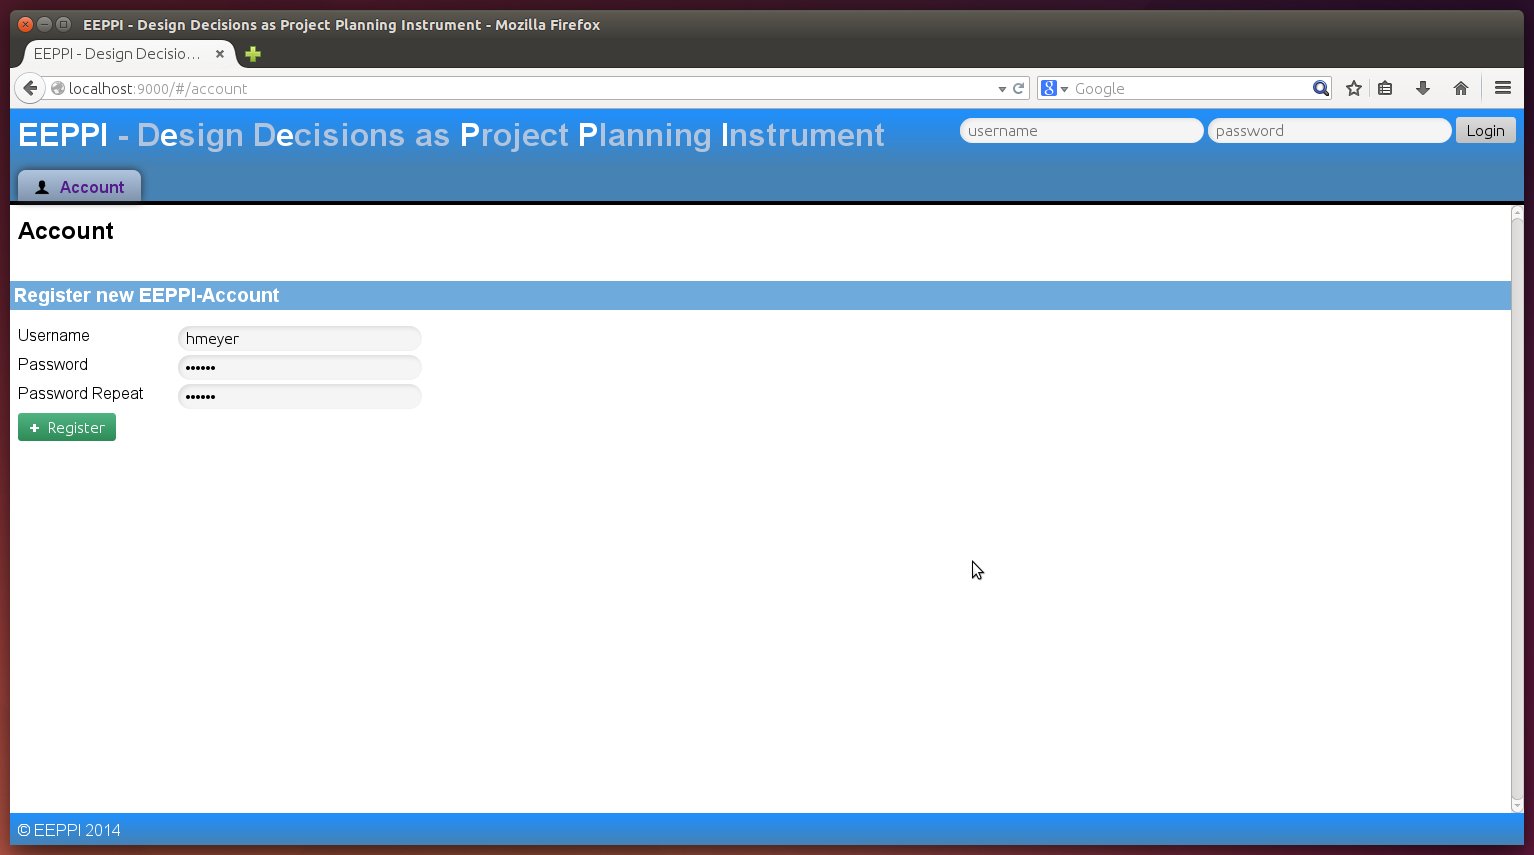 EEPPI - Design Decisions as Project Planning Instrument - Mozilla Firefox
EEPPI - Design Decisio...
localhost:9000/#/account
Google
EEPPI - Design Decisions as Project Planning Instrument
username
password
Login
Account
Account
Register new EEPPI-Account
Username
hmeyer
Password
••••••
Password Repeat
••••••
Register
© EEPPI 2014